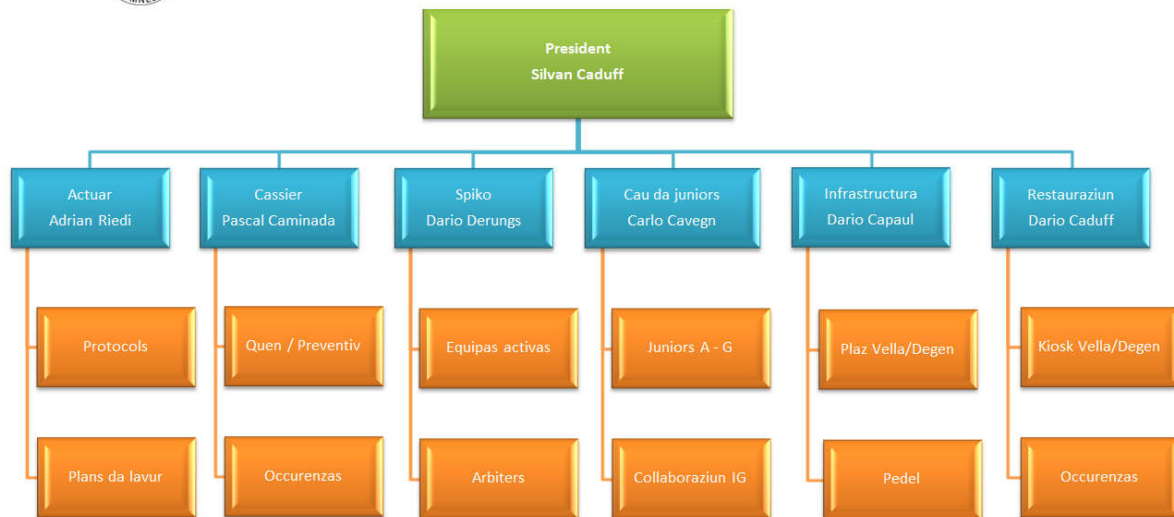 President
Silvan Caduff
Actuar
Adrian Riedi
Cassier
Pascal Caminada
Spiko
Dario Derungs
Cau da juniors
Carlo Cavegn
Infrastructura
Dario Capaul
Restauraziun
Dario Caduff
Protocols
Quen / Preventiv
Equipas activas
Juniors A - G
Plaz Vella/Degen
Kiosk Vella/Degen
Plans da lavur
Occurenzas
Arbiters
Collaboraziun IG
Pedel
Occurenzas